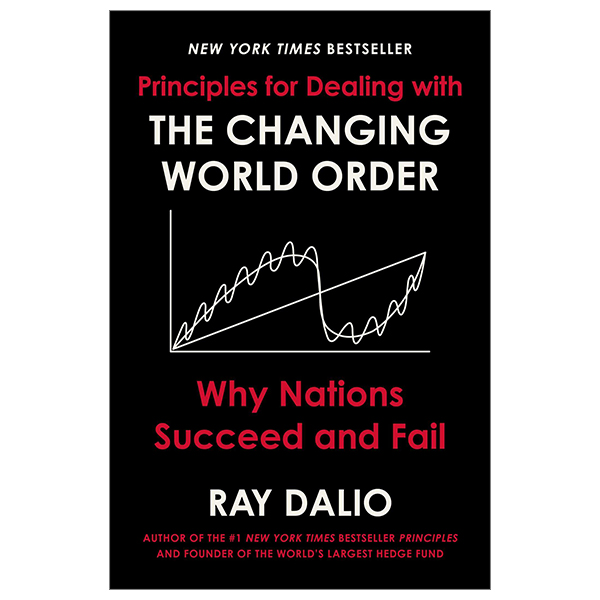 NEW YORK TIMES BESTSELLER
Principles for Dealing with
THE CHANGING
WORLD ORDER
Why Nations
Succeed and Fail
RAY DALIO
AUTHOR OF THE #1 NEW YORK TIMES BESTSELLER PRINCIPLES
AND FOUNDER OF THE WORLD'S LARGEST HEDGE FUND